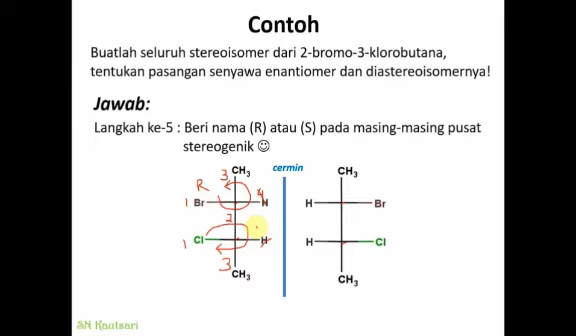 Contoh
Buatlah seluruh stereoisomer dari 2-bromo-3-klorobutana,
tentukan pasangan senyawa enantiomer dan diastereoisomernya!
Jawab:
Langkah ke-5 : Beri nama (R) atau (S) pada masing-masing pusat
stereogenik ☺
3 CH3 cermin CH3
R 4
1 Br H H Br
2
1 Cl H H Cl
3 CH3 CH3
SN Kautsari